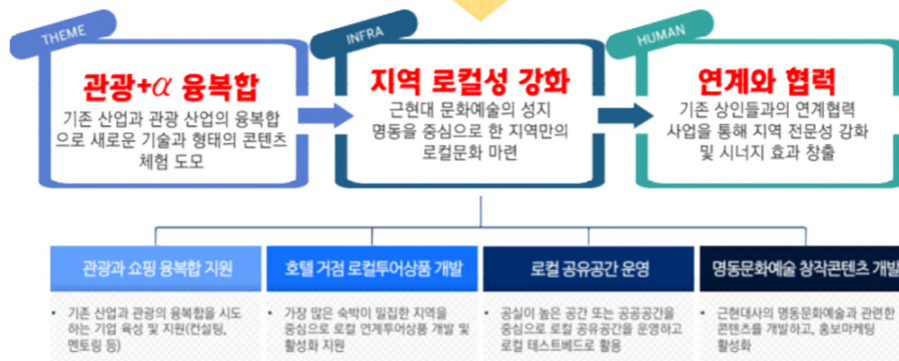 THEME
관광+α 융복합
기존 산업과 관광 산업의 융복합
으로 새로운 기술과 형태의 콘텐츠
체험 도모
INFRA
지역 로컬성 강화
근현대 문화예술의 성지
명동을 중심으로 한 지역만의
로컬문화 마련
HUMAN
연계와 협력
기존 상인들과의 연계협력
사업을 통해 지역 전문성 강화
및 시너지 효과 창출
관광과 쇼핑 융복합 지원
• 기존 산업과 관광의 융복합을 시도
하는 기업 육성 및 지원(컨설팅,
멘토링 등)
호텔 거점 로컬투어상품 개발
• 가장 많은 숙박이 밀집한 지역을
중심으로 로컬 연계투어상품 개발 및
활성화 지원
로컬 공유공간 운영
• 공실이 높은 공간 또는 공공공간을
중심으로 로컬 공유공간을 운영하고
로컬 테스트베드로 활용
명동문화예술 창작콘텐츠 개발
• 근현대사의 명동문화예술과 관련한
콘텐츠를 개발하고, 홍보마케팅
활성화